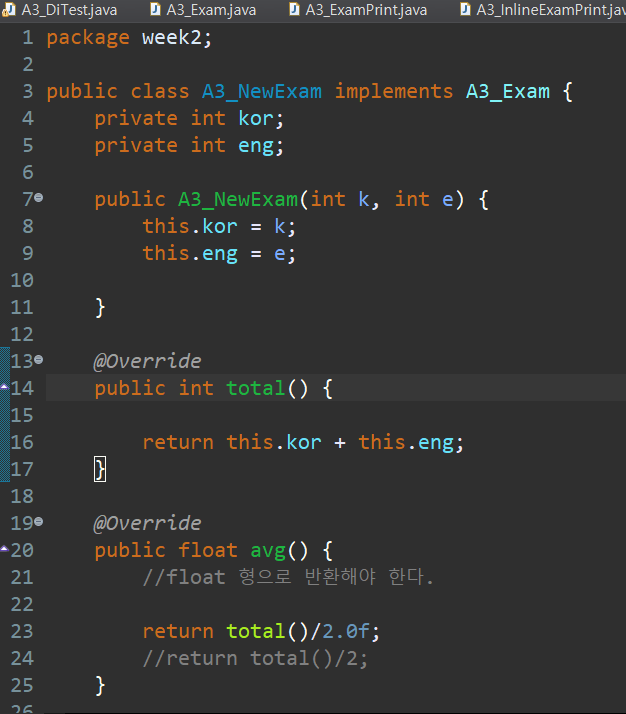 A3_DiTest.java A3_Exam.java A3_ExamPrint.java A3_InlineExamPrint.jav
1 package week2;
2
3 public class A3_NewExam implements A3_Exam {
4 private int kor;
5 private int eng;
6
7 public A3_NewExam(int k, int e) {
8 this.kor = k;
9 this.eng = e;
10
11 }
12
13 @Override
14 public int total() {
15
16 return this.kor + this.eng;
17 }
18
19 @Override
20 public float avg() {
21 //float 형으로 반환해야 한다.
22
23 return total()/2.0f;
24 //return total()/2;
25 }
26